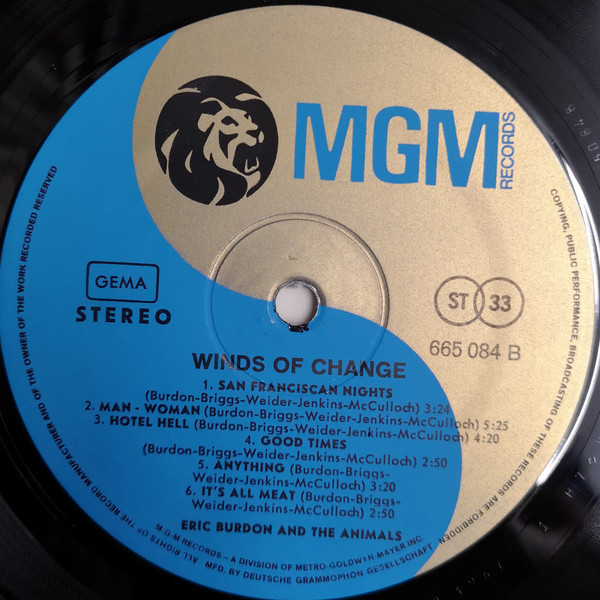 MGM
RECORDS
GEMA
STEREO
ST 33
665 084 B
WINDS OF CHANGE
1. SAN FRANCISCAN NIGHTS
(Burdon-Briggs-Weider-Jenkins-McCulloch) 3:24
2. MAN - WOMAN (Burdon-Briggs-Weider-Jenkins-McCulloch) 5:25
3. HOTEL HELL (Burdon-Briggs-Weider-Jenkins-McCulloch) 4:20
4. GOOD TIMES
(Burdon-Briggs-Weider-Jenkins-McCulloch) 2:50
5. ANYTHING (Burdon-Briggs-
Weider-Jenkins-McCulloch) 3:20
6. IT'S ALL MEAT (Burdon-Briggs-
Weider-Jenkins-McCulloch) 2:50
ERIC BURDON AND THE ANIMALS
M-G-M RECORDS – A DIVISION OF METRO-GOLDWYN-MAYER INC.
ALL RIGHTS OF THE RECORD MANUFACTURER AND OF THE OWNER OF THE WORK RECORDED RESERVED
COPYING, PUBLIC PERFORMANCE, BROADCASTING OF THESE RECORDS ARE FORBIDDEN
MFD. BY DEUTSCHE GRAMMOPHON GESELLSCHAFT